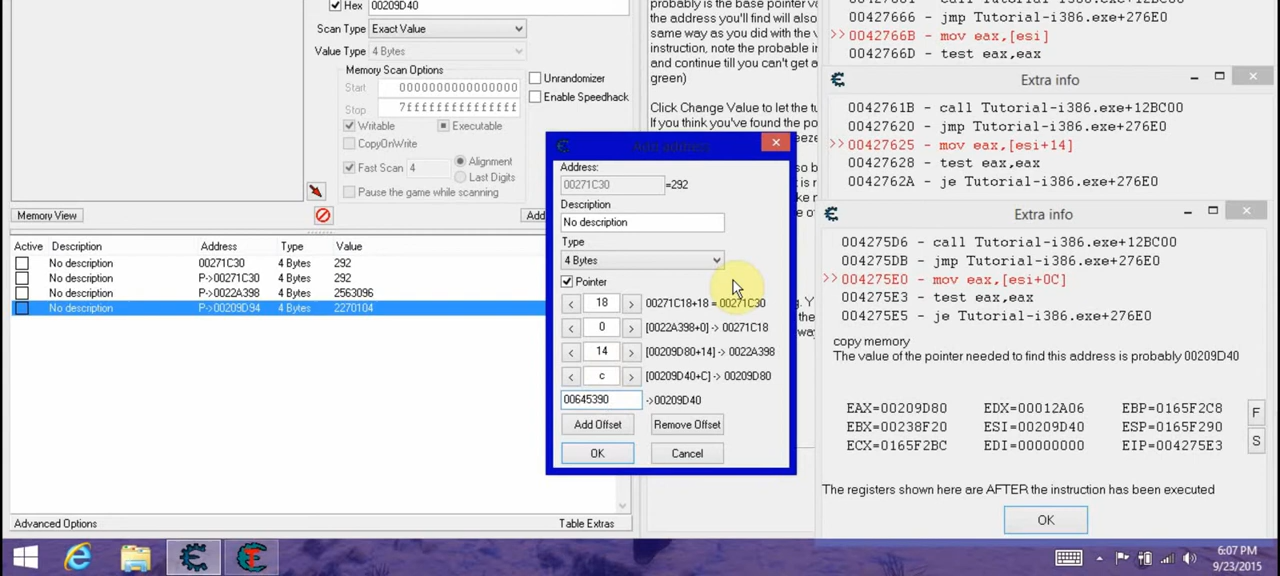 Hex 00209D40
Scan Type Exact Value
Value Type 4 Bytes
Memory Scan Options
Start 0000000000000000
Stop 7fffffffffffffff
Writable Executable
CopyOnWrite
Fast Scan 4 Alignment
Last Digits
Pause the game while scanning
Unrandomizer
Enable Speedhack
Memory View
Add
Active Description Address Type Value
No description 00271C30 4 Bytes 292
No description P->00271C30 4 Bytes 292
No description P->0022A398 4 Bytes 2563096
No description P->00209D94 4 Bytes 2270104
Advanced Options Table Extras
probably is the base pointer v
the address you'll find will also
same way as you did with the v
instruction, note the probable in
and continue till you can't get a
green)
Click Change Value to let the tu
If you think you've found the po
Address:
00271C30 =292
Description
No description
Type
4 Bytes
Pointer
< 18 > 00271C18+18 = 00271C30
< 0 > [0022A398+0] -> 00271C18
< 14 > [00209D80+14] -> 0022A398
< c > [00209D40+C] -> 00209D80
00645390 ->00209D40
Add Offset Remove Offset
OK Cancel
00427666 - jmp Tutorial-i386.exe+276E0
>> 0042766B - mov eax,[esi]
0042766D - test eax,eax
Extra info
0042761B - call Tutorial-i386.exe+12BC00
00427620 - jmp Tutorial-i386.exe+276E0
>> 00427625 - mov eax,[esi+14]
00427628 - test eax,eax
0042762A - je Tutorial-i386.exe+276E0
Extra info
004275D6 - call Tutorial-i386.exe+12BC00
004275DB - jmp Tutorial-i386.exe+276E0
>> 004275E0 - mov eax,[esi+0C]
004275E3 - test eax,eax
004275E5 - je Tutorial-i386.exe+276E0
copy memory
The value of the pointer needed to find this address is probably 00209D40
EAX=00209D80 EDX=00012A06 EBP=0165F2C8
EBX=00238F20 ESI=00209D40 ESP=0165F290
ECX=0165F2BC EDI=00000000 EIP=004275E3
F
S
The registers shown here are AFTER the instruction has been executed
OK
6:07 PM
9/23/2015